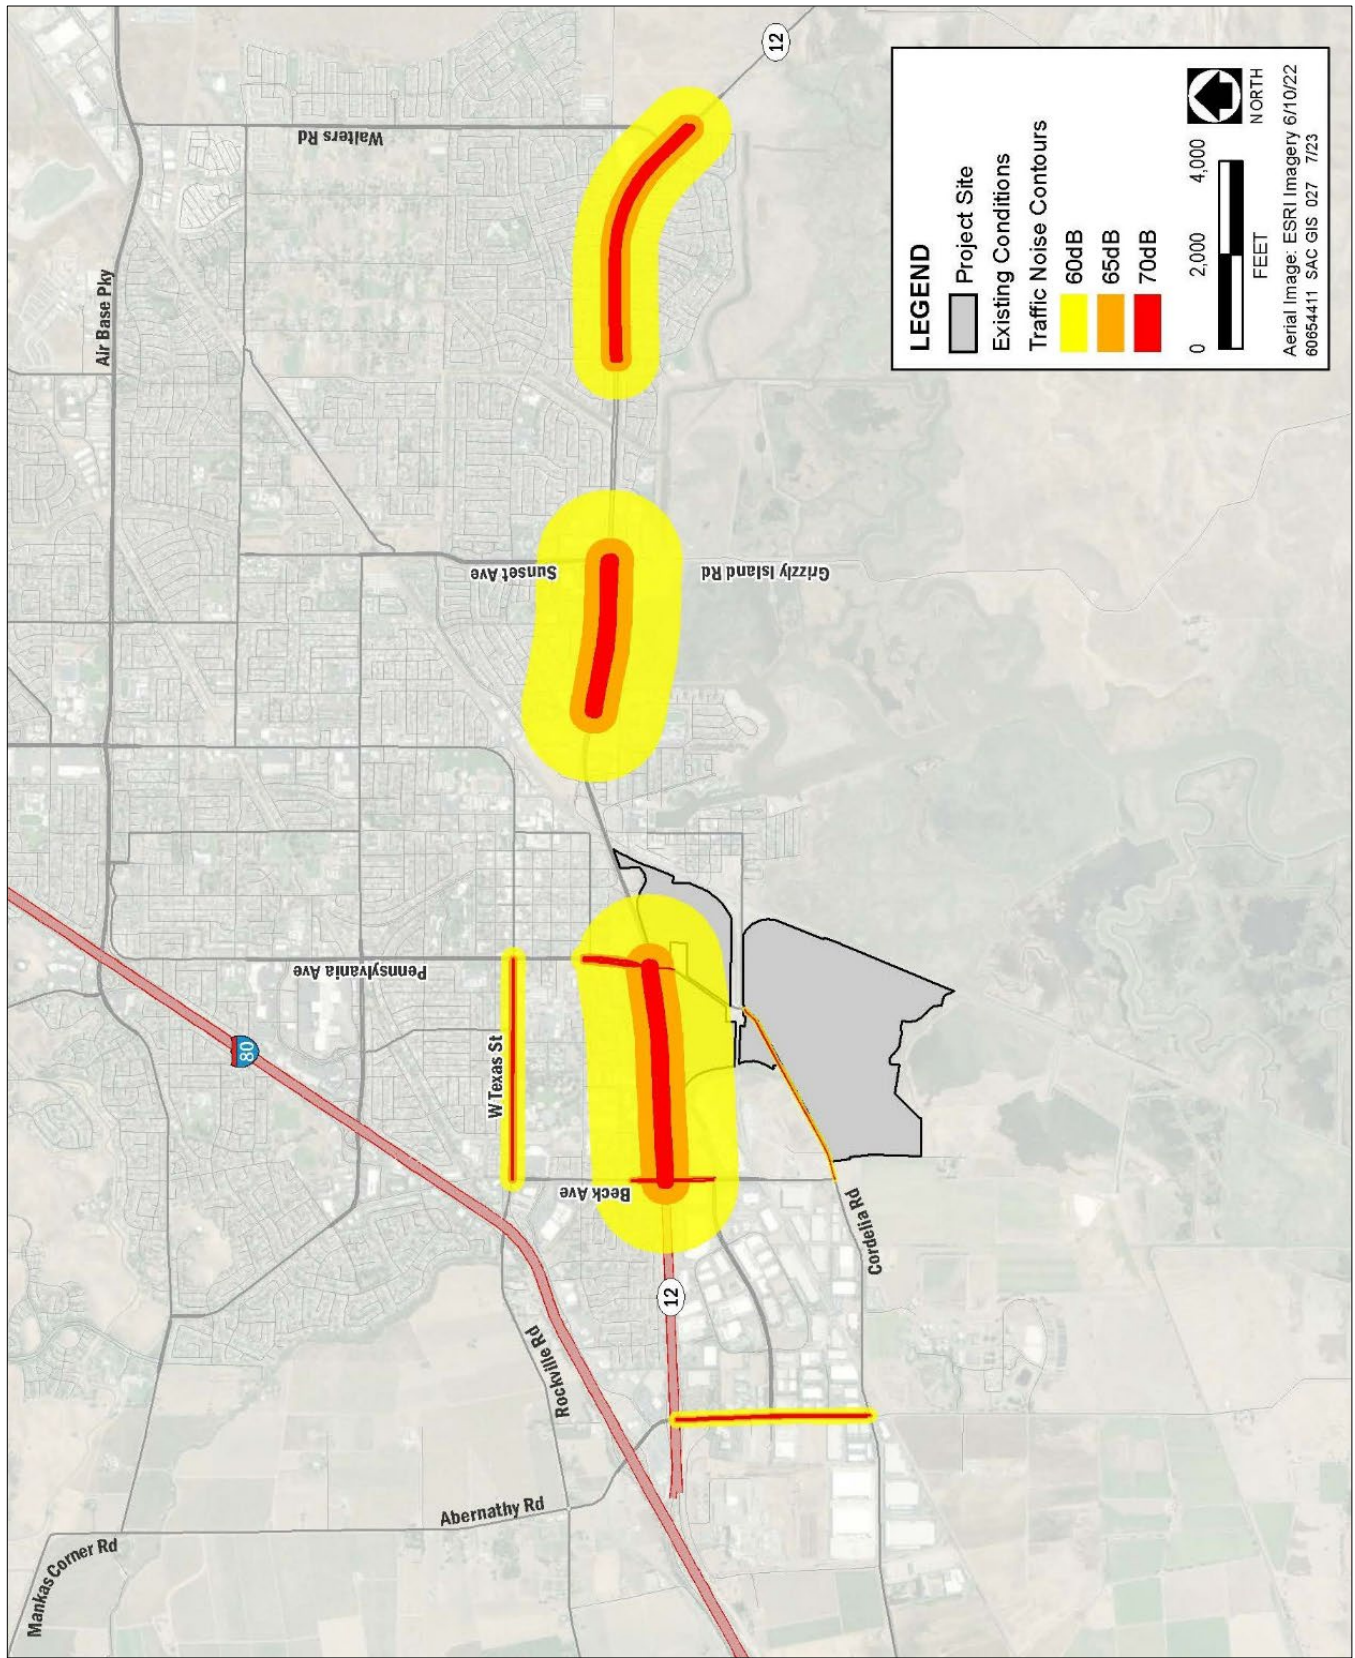 Mankas Corner Rd
Abernathy Rd
Rockville Rd
80
W Texas St
Pennsylvania Ave
Air Base Pky
Walters Rd
Sunset Ave
Grizzly Island Rd
Beck Ave
Cordelia Rd
12
12
LEGEND
Project Site
Existing Conditions
Traffic Noise Contours
60dB
65dB
70dB
0 2,000 4,000
FEET
NORTH
Aerial Image: ESRI Imagery 6/10/22
60654411 SAC GIS 027 7/23